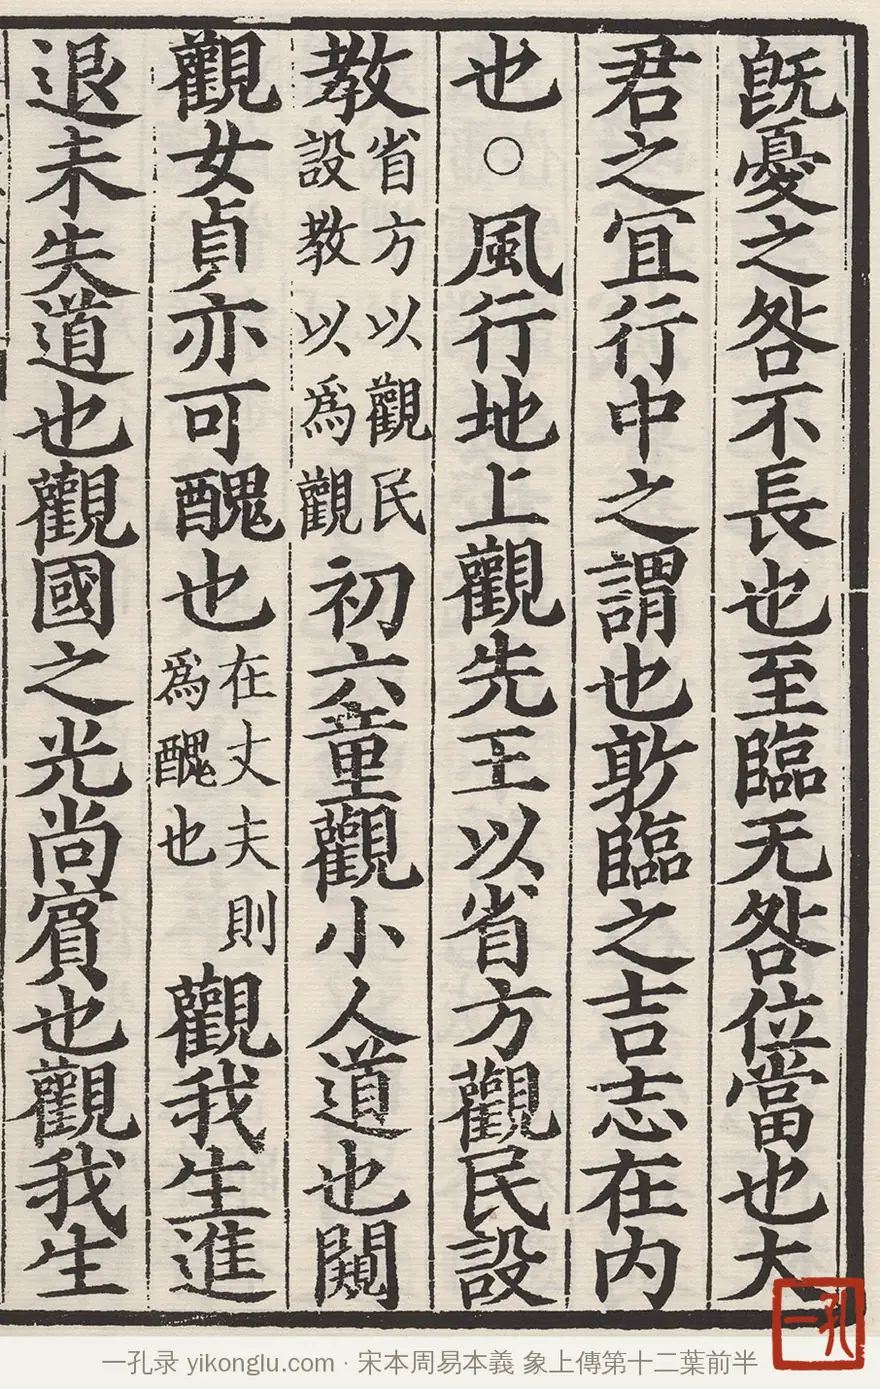 旣憂之咎不長也至臨无咎位當也大
君之冝行中之謂也敦臨之吉志在内
也○風行地上觀先王以省方觀民設
教省方以觀民設教以爲觀初六童觀小人道也闚
觀女貞亦可醜也在丈夫則爲醜也觀我生進
退未失道也觀國之光尚賓也觀我生
一孔
一孔录 yikonglu.com · 宋本周易本義 象上傳第十二葉前半